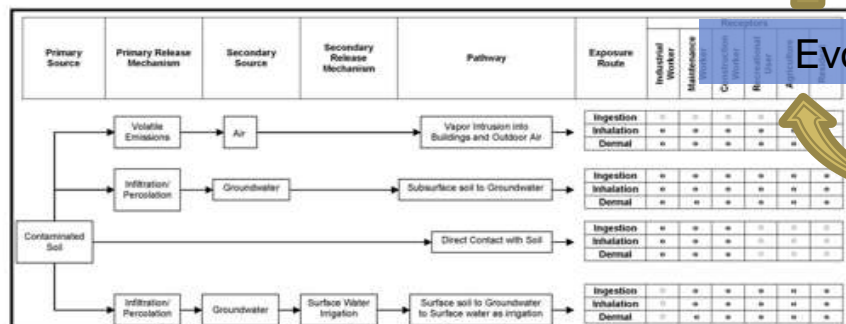 Receptors
Primary Source
Primary Release Mechanism
Secondary Source
Secondary Release Mechanism
Pathway
Exposure Route
Industrial Worker
Maintenance Worker
Construction Worker
Recreational User
Evo
Volatile Emissions
Air
Vapor Intrusion into Buildings and Outdoor Air
Ingestion
Inhalation
Dermal
Infiltration/ Percolation
Groundwater
Subsurface soil to Groundwater
Ingestion
Inhalation
Dermal
Contaminated Soil
Direct Contact with Soil
Ingestion
Inhalation
Dermal
Infiltration/ Percolation
Groundwater
Surface Water Irrigation
Surface soil to Groundwater to Surface water as irrigation
Ingestion
Inhalation
Dermal